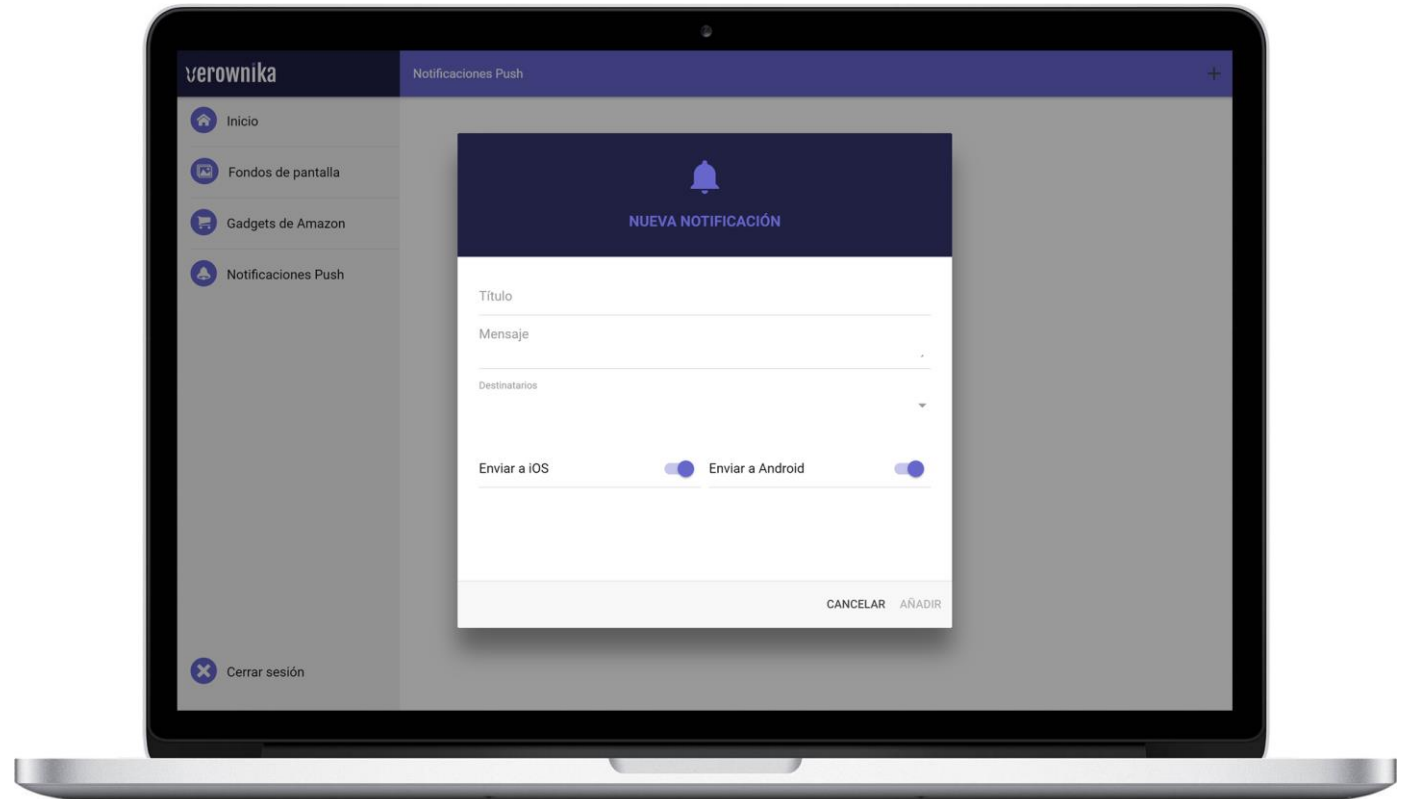 verownika
Notificaciones Push
Inicio
Fondos de pantalla
Gadgets de Amazon
Notificaciones Push
Cerrar sesión
NUEVA NOTIFICACIÓN
Título
Mensaje
Destinatarios
Enviar a iOS
Enviar a Android
CANCELAR AÑADIR